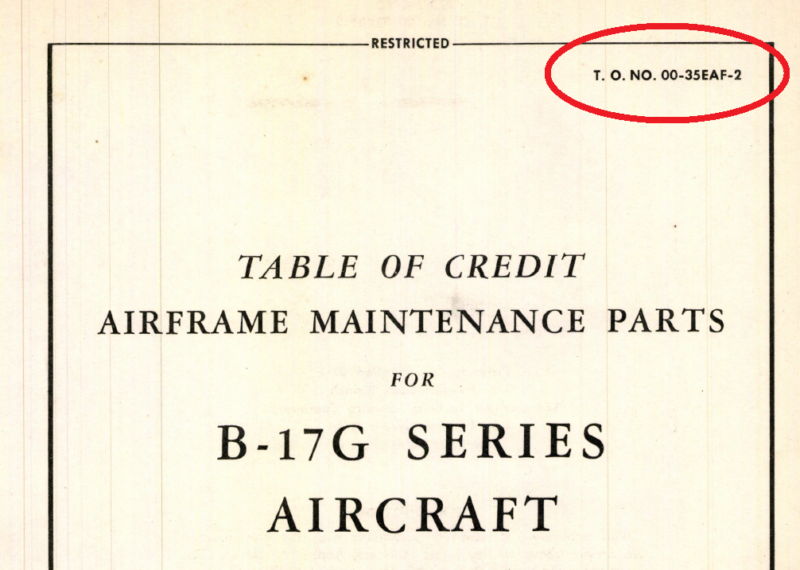 RESTRICTED
T. O. NO. 00-35EAF-2
TABLE OF CREDIT
AIRFRAME MAINTENANCE PARTS
FOR
B-17G SERIES
AIRCRAFT